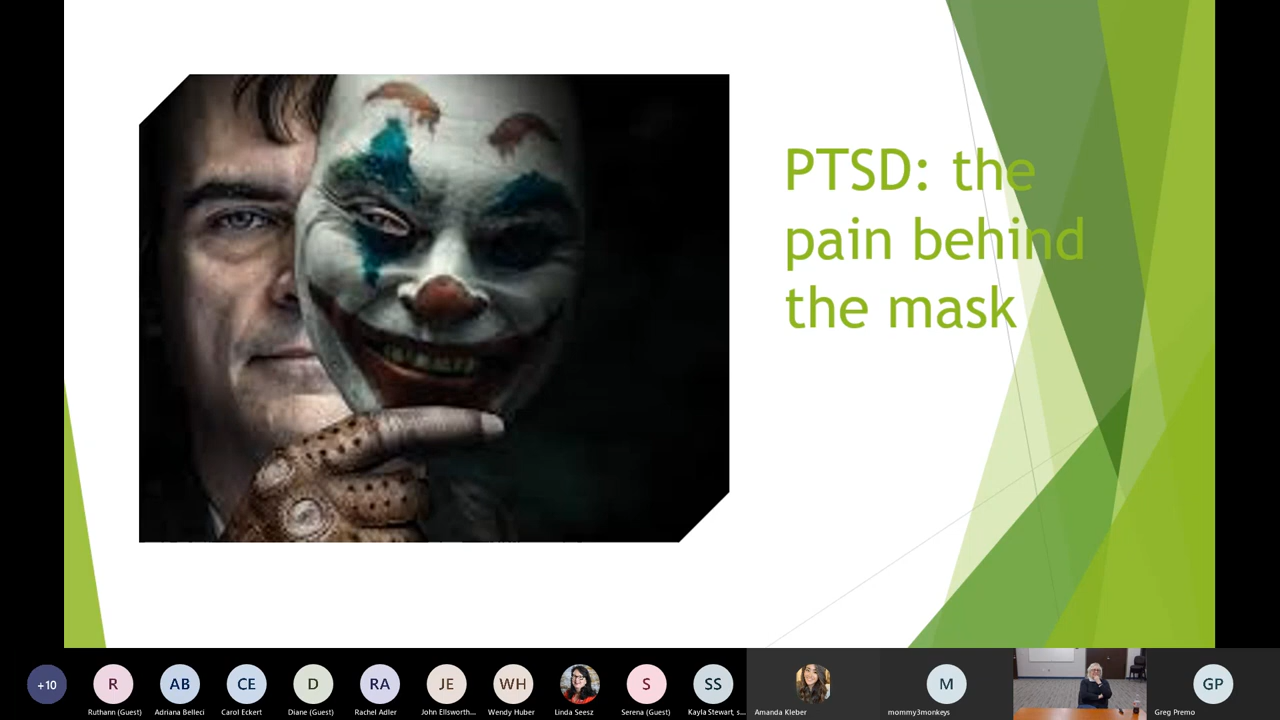 PTSD: the
pain behind
the mask
+10
R
AB
CE
D
RA
JE
WH
S
SS
M
GP
Ruthann (Guest)
Adriana Belleci
Carol Eckert
Diane (Guest)
Rachel Adler
John Ellsworth...
Wendy Huber
Linda Seesz
Serena (Guest)
Kayla Stewart, s...
Amanda Kleber
mommy3monkeys
Greg Premo